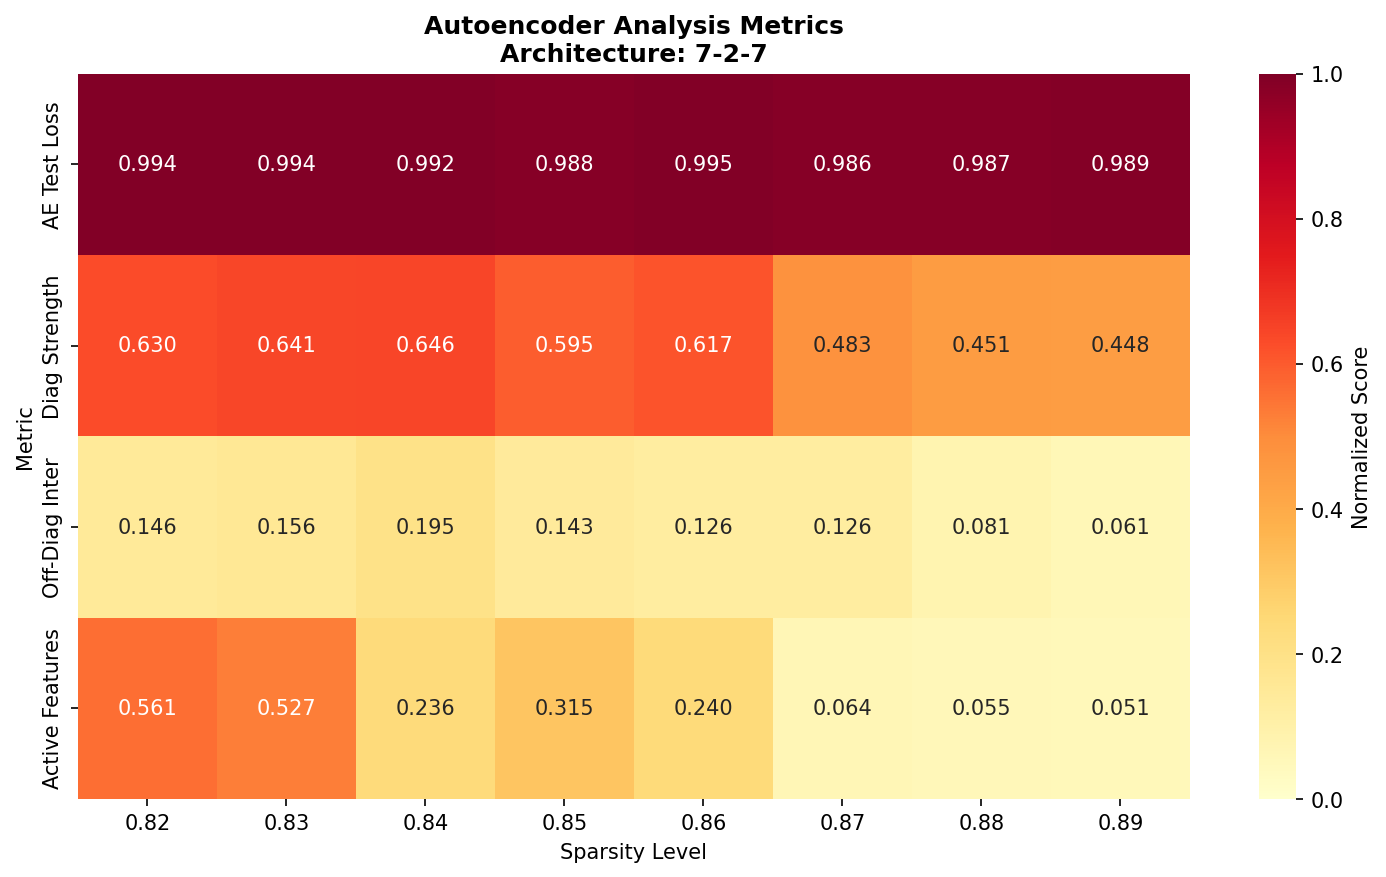 Autoencoder Analysis Metrics
Architecture: 7-2-7
Metric
AE Test Loss
0.994 0.994 0.992 0.988 0.995 0.986 0.987 0.989
Diag Strength
0.630 0.641 0.646 0.595 0.617 0.483 0.451 0.448
Off-Diag Inter
0.146 0.156 0.195 0.143 0.126 0.126 0.081 0.061
Active Features
0.561 0.527 0.236 0.315 0.240 0.064 0.055 0.051
0.82 0.83 0.84 0.85 0.86 0.87 0.88 0.89
Sparsity Level
1.0
0.8
0.6
0.4
0.2
0.0
Normalized Score